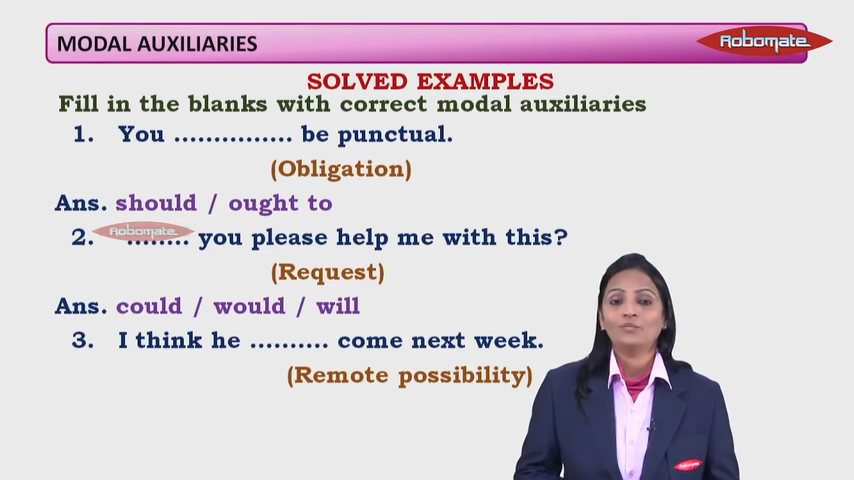 MODAL AUXILIARIES
Robomate
SOLVED EXAMPLES
Fill in the blanks with correct modal auxiliaries
1. You ............... be punctual.
(Obligation)
Ans. should / ought to
Robomate
2. ........ you please help me with this?
(Request)
Ans. could / would / will
3. I think he .......... come next week.
(Remote possibility)
Robomate